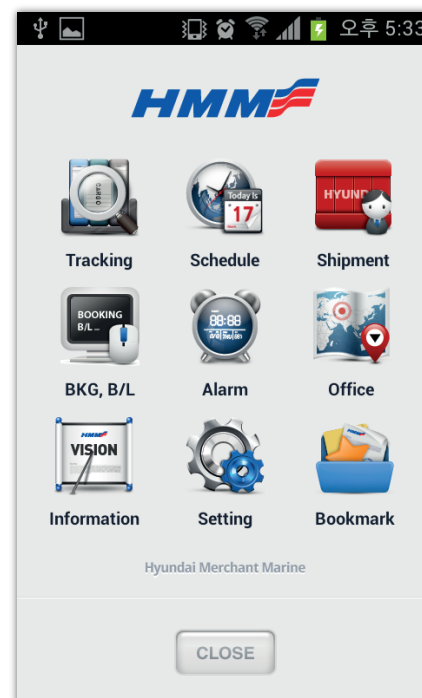 오후 5:33
HMM
CARGO
Today Is
17
HYUND
Tracking Schedule Shipment
BOOKING
B/L _
88:88
BKG, B/L Alarm Office
HMM
VISION
Information Setting Bookmark
Hyundai Merchant Marine
CLOSE